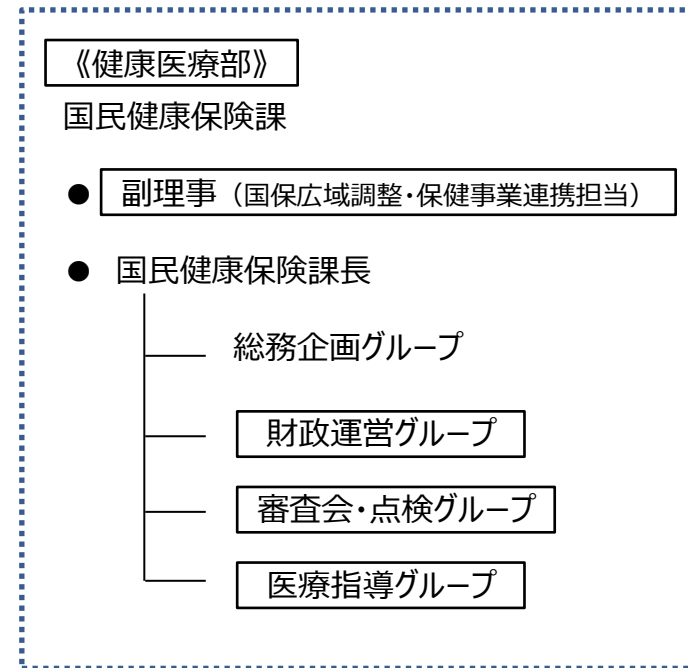 《健康医療部》
国民健康保険課
● 副理事（国保広域調整・保健事業連携担当）
● 国民健康保険課長
総務企画グループ
財政運営グループ
審査会・点検グループ
医療指導グループ